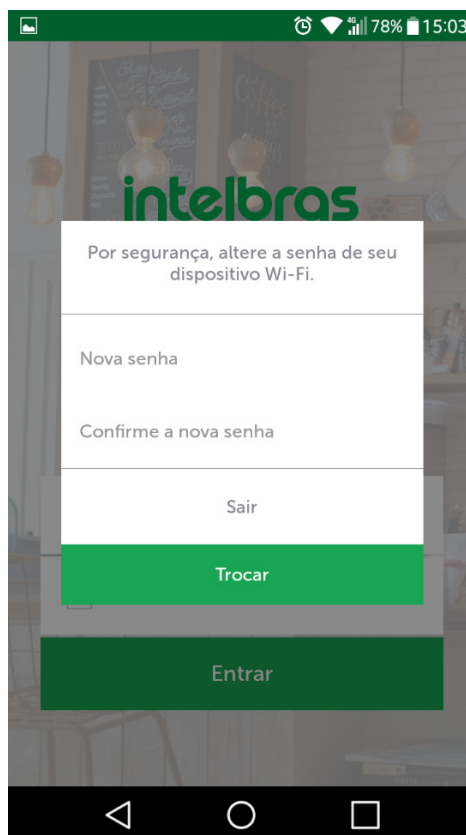 4G 78% 15:03
intelbras
Por segurança, altere a senha de seu
dispositivo Wi-Fi.
Nova senha
Confirme a nova senha
Sair
Trocar
Entrar